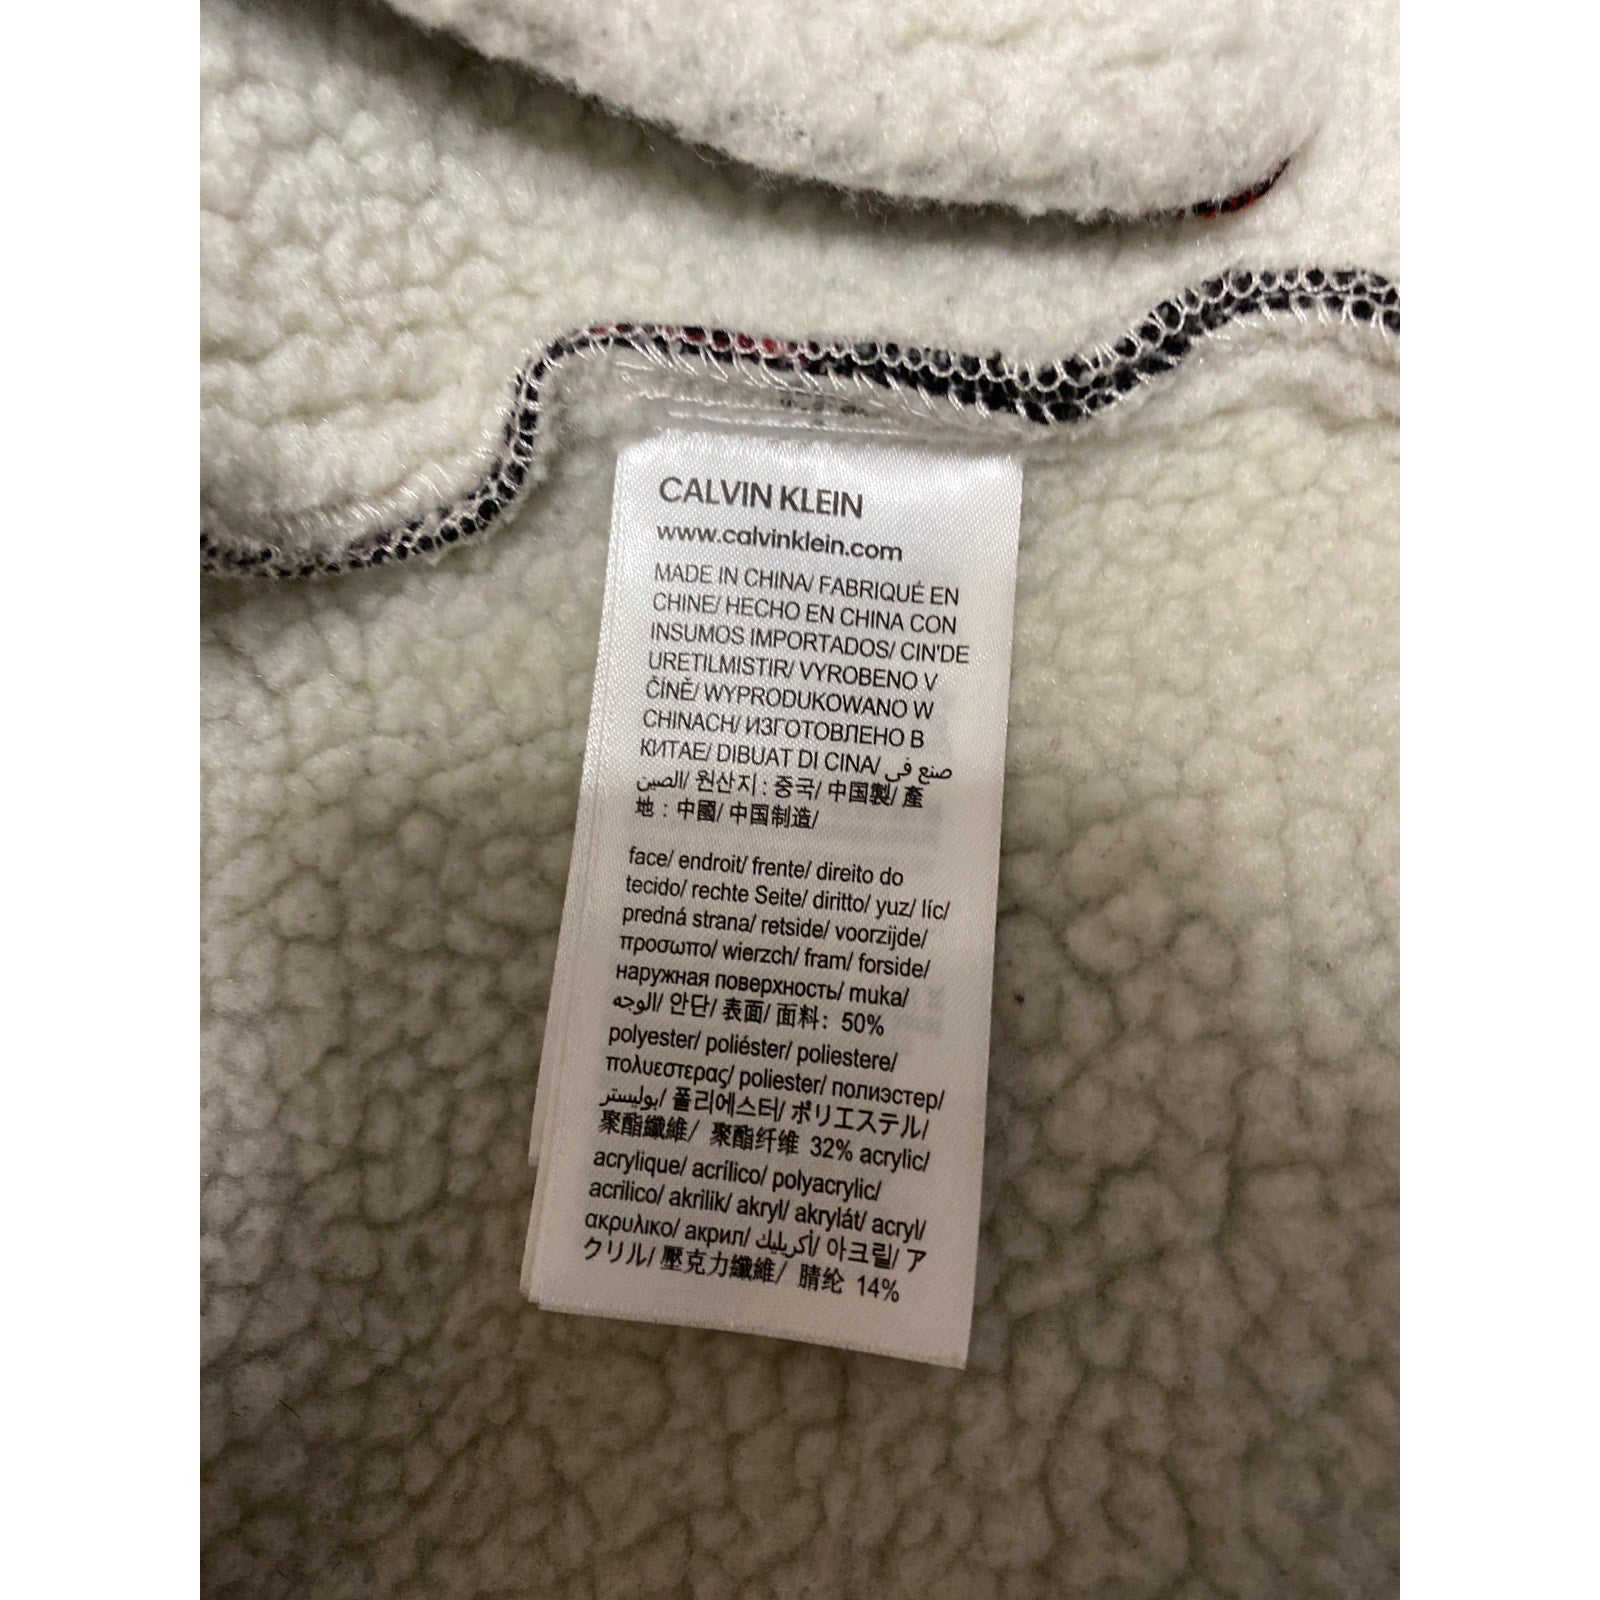 CALVIN KLEIN
www.calvinklein.com
MADE IN CHINA/ FABRIQUÉ EN
CHINE/ HECHO EN CHINA CON
INSUMOS IMPORTADOS/ CIN'DE
URETILMISTIR/ VYROBENO V
ČÍNĚ/ WYPRODUKOWANO W
CHINACH/ ИЗГОТОВЛЕНО В
КИТАЕ/ DIBUAT DI CINA/ صنع في
الصين/ 원산지 : 중국/ 中国製/ 產
地 : 中國/ 中国制造/
face/ endroit/ frente/ direito do
tecido/ rechte Seite/ diritto/ yuz/ líc/
predná strana/ retside/ voorzijde/
προσωπο/ wierzch/ fram/ forside/
наружная поверхность/ muka/
الوجه/ 안단/ 表面/ 面料: 50%
polyester/ poliéster/ poliestere/
πολυεστερας/ poliester/ полиэстер/
بوليستر/ 폴리에스터/ ポリエステル/
聚酯纖維/ 聚酯纤维 32% acrylic/
acrylique/ acrílico/ polyacrylic/
acrilico/ akrilik/ akryl/ akrylát/ acryl/
ακρυλικο/ акрил/ أكريليك/ 아크릴/ ア
クリル/ 壓克力纖維/ 腈纶 14%